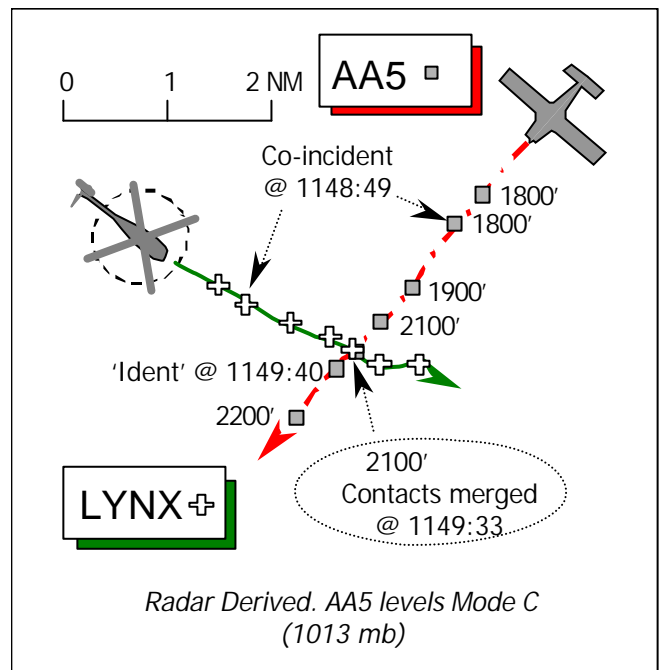 0 1 2 NM
AA5
Co-incident
@ 1148:49
1800'
1800'
1900'
2100'
'Ident' @ 1149:40
2200'
2100'
Contacts merged
@ 1149:33
LYNX
Radar Derived. AA5 levels Mode C
(1013 mb)